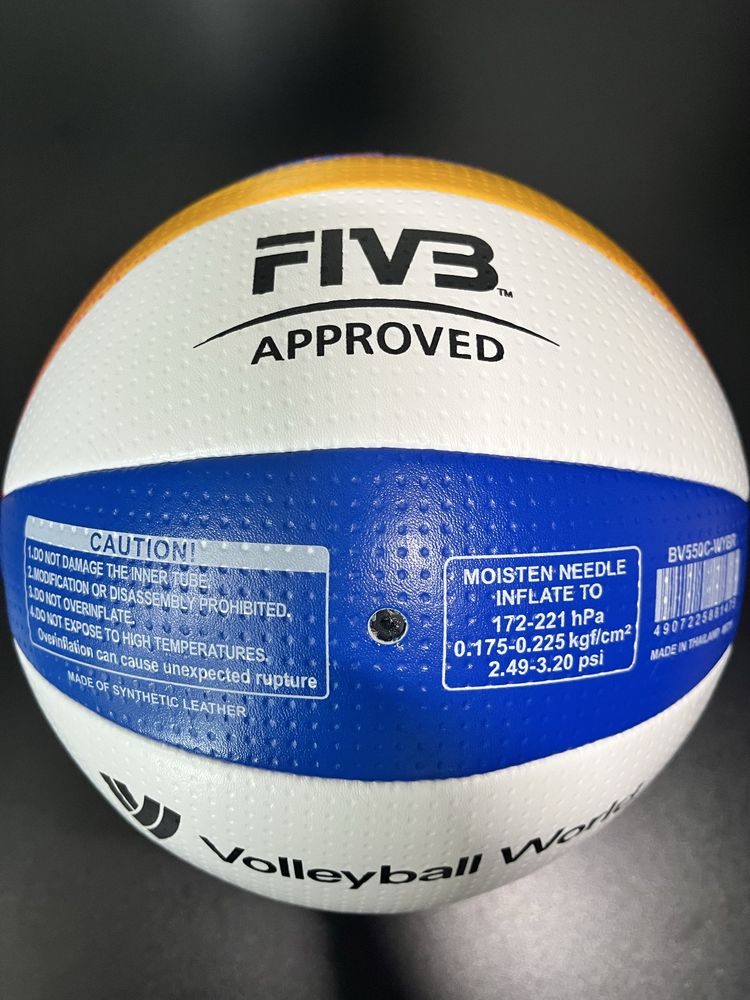 FIVB™
APPROVED
CAUTION!
1.DO NOT DAMAGE THE INNER TUBE.
2.MODIFICATION OR DISASSEMBLY PROHIBITED.
3.DO NOT OVERINFLATE.
4.DO NOT EXPOSE TO HIGH TEMPERATURES.
Overinflation can cause unexpected rupture
MADE OF SYNTHETIC LEATHER
MOISTEN NEEDLE
INFLATE TO
172-221 hPa
0.175-0.225 kgf/cm²
2.49-3.20 psi
BV550C-WYBR
MADE IN THAILAND
Volleyball World